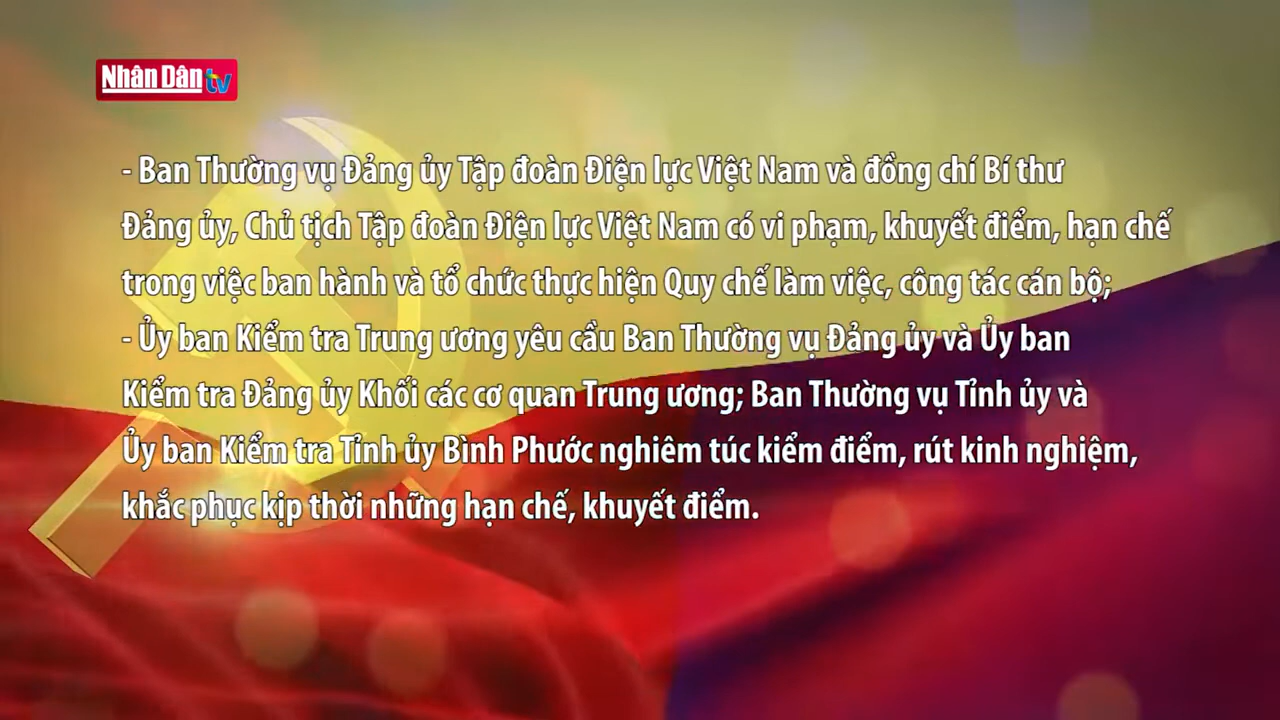 Nhân Dân tv
- Ban Thường vụ Đảng ủy Tập đoàn Điện lực Việt Nam và đồng chí Bí thư
Đảng ủy, Chủ tịch Tập đoàn Điện lực Việt Nam có vi phạm, khuyết điểm, hạn chế
trong việc ban hành và tổ chức thực hiện Quy chế làm việc, công tác cán bộ;
- Ủy ban Kiểm tra Trung ương yêu cầu Ban Thường vụ Đảng ủy và Ủy ban
Kiểm tra Đảng ủy Khối các cơ quan Trung ương; Ban Thường vụ Tỉnh ủy và
Ủy ban Kiểm tra Tỉnh ủy Bình Phước nghiêm túc kiểm điểm, rút kinh nghiệm,
khắc phục kịp thời những hạn chế, khuyết điểm.